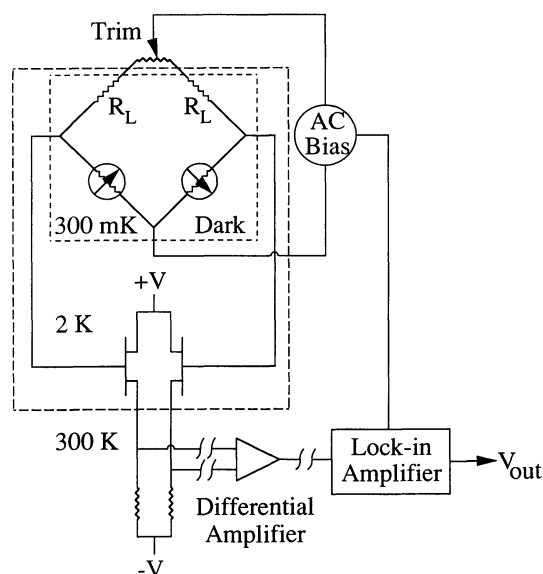 Trim
R_L
R_L
AC
Bias
300 mK
Dark
+V
2 K
300 K
Lock-in
Amplifier
V_out
Differential
Amplifier
-V